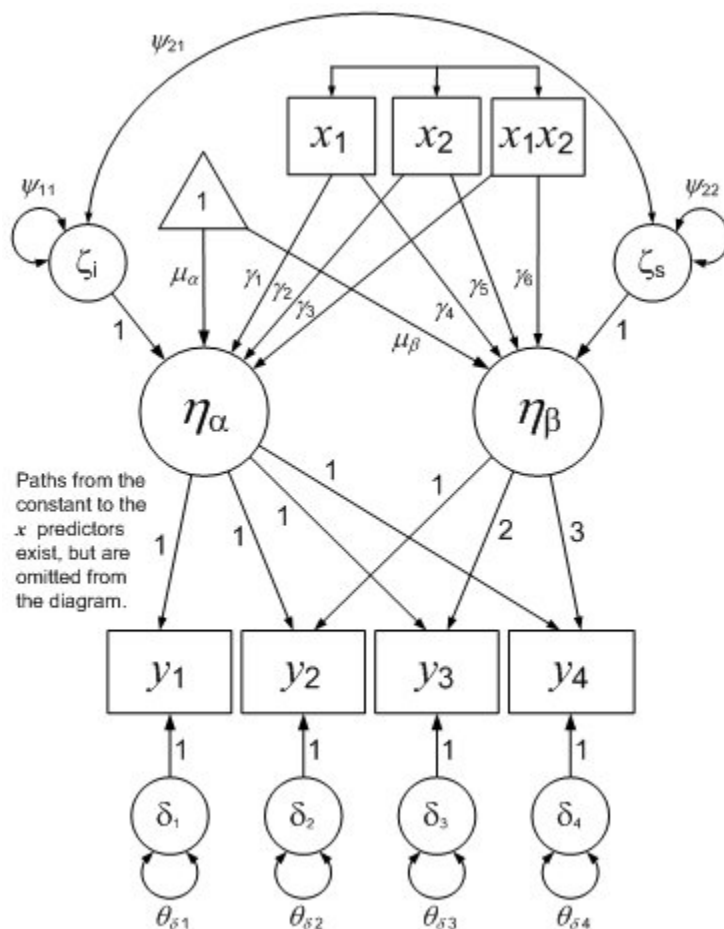 ψ21
x1 x2 x1x2
ψ11 1 ψ22
ζi ζs
μα γ1 γ2 γ3 γ4 γ5 γ6
1 μβ 1
ηα ηβ
Paths from the
constant to the
x predictors
exist, but are
omitted from
the diagram.
1 1 1 1 1 2 3
y1 y2 y3 y4
1 1 1 1
δ1 δ2 δ3 δ4
θδ1 θδ2 θδ3 θδ4